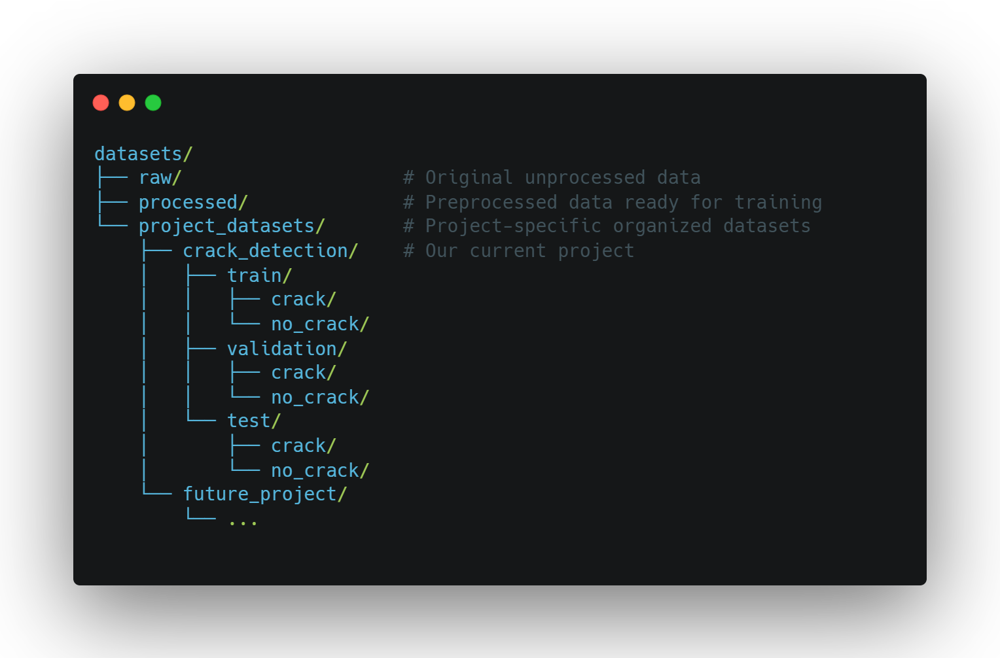 datasets/
├── raw/                    # Original unprocessed data
├── processed/              # Preprocessed data ready for training
└── project_datasets/       # Project-specific organized datasets
    ├── crack_detection/    # Our current project
    │   ├── train/
    │   │   ├── crack/
    │   │   └── no_crack/
    │   ├── validation/
    │   │   ├── crack/
    │   │   └── no_crack/
    │   └── test/
    │       ├── crack/
    │       └── no_crack/
    └── future_project/
        └── ...